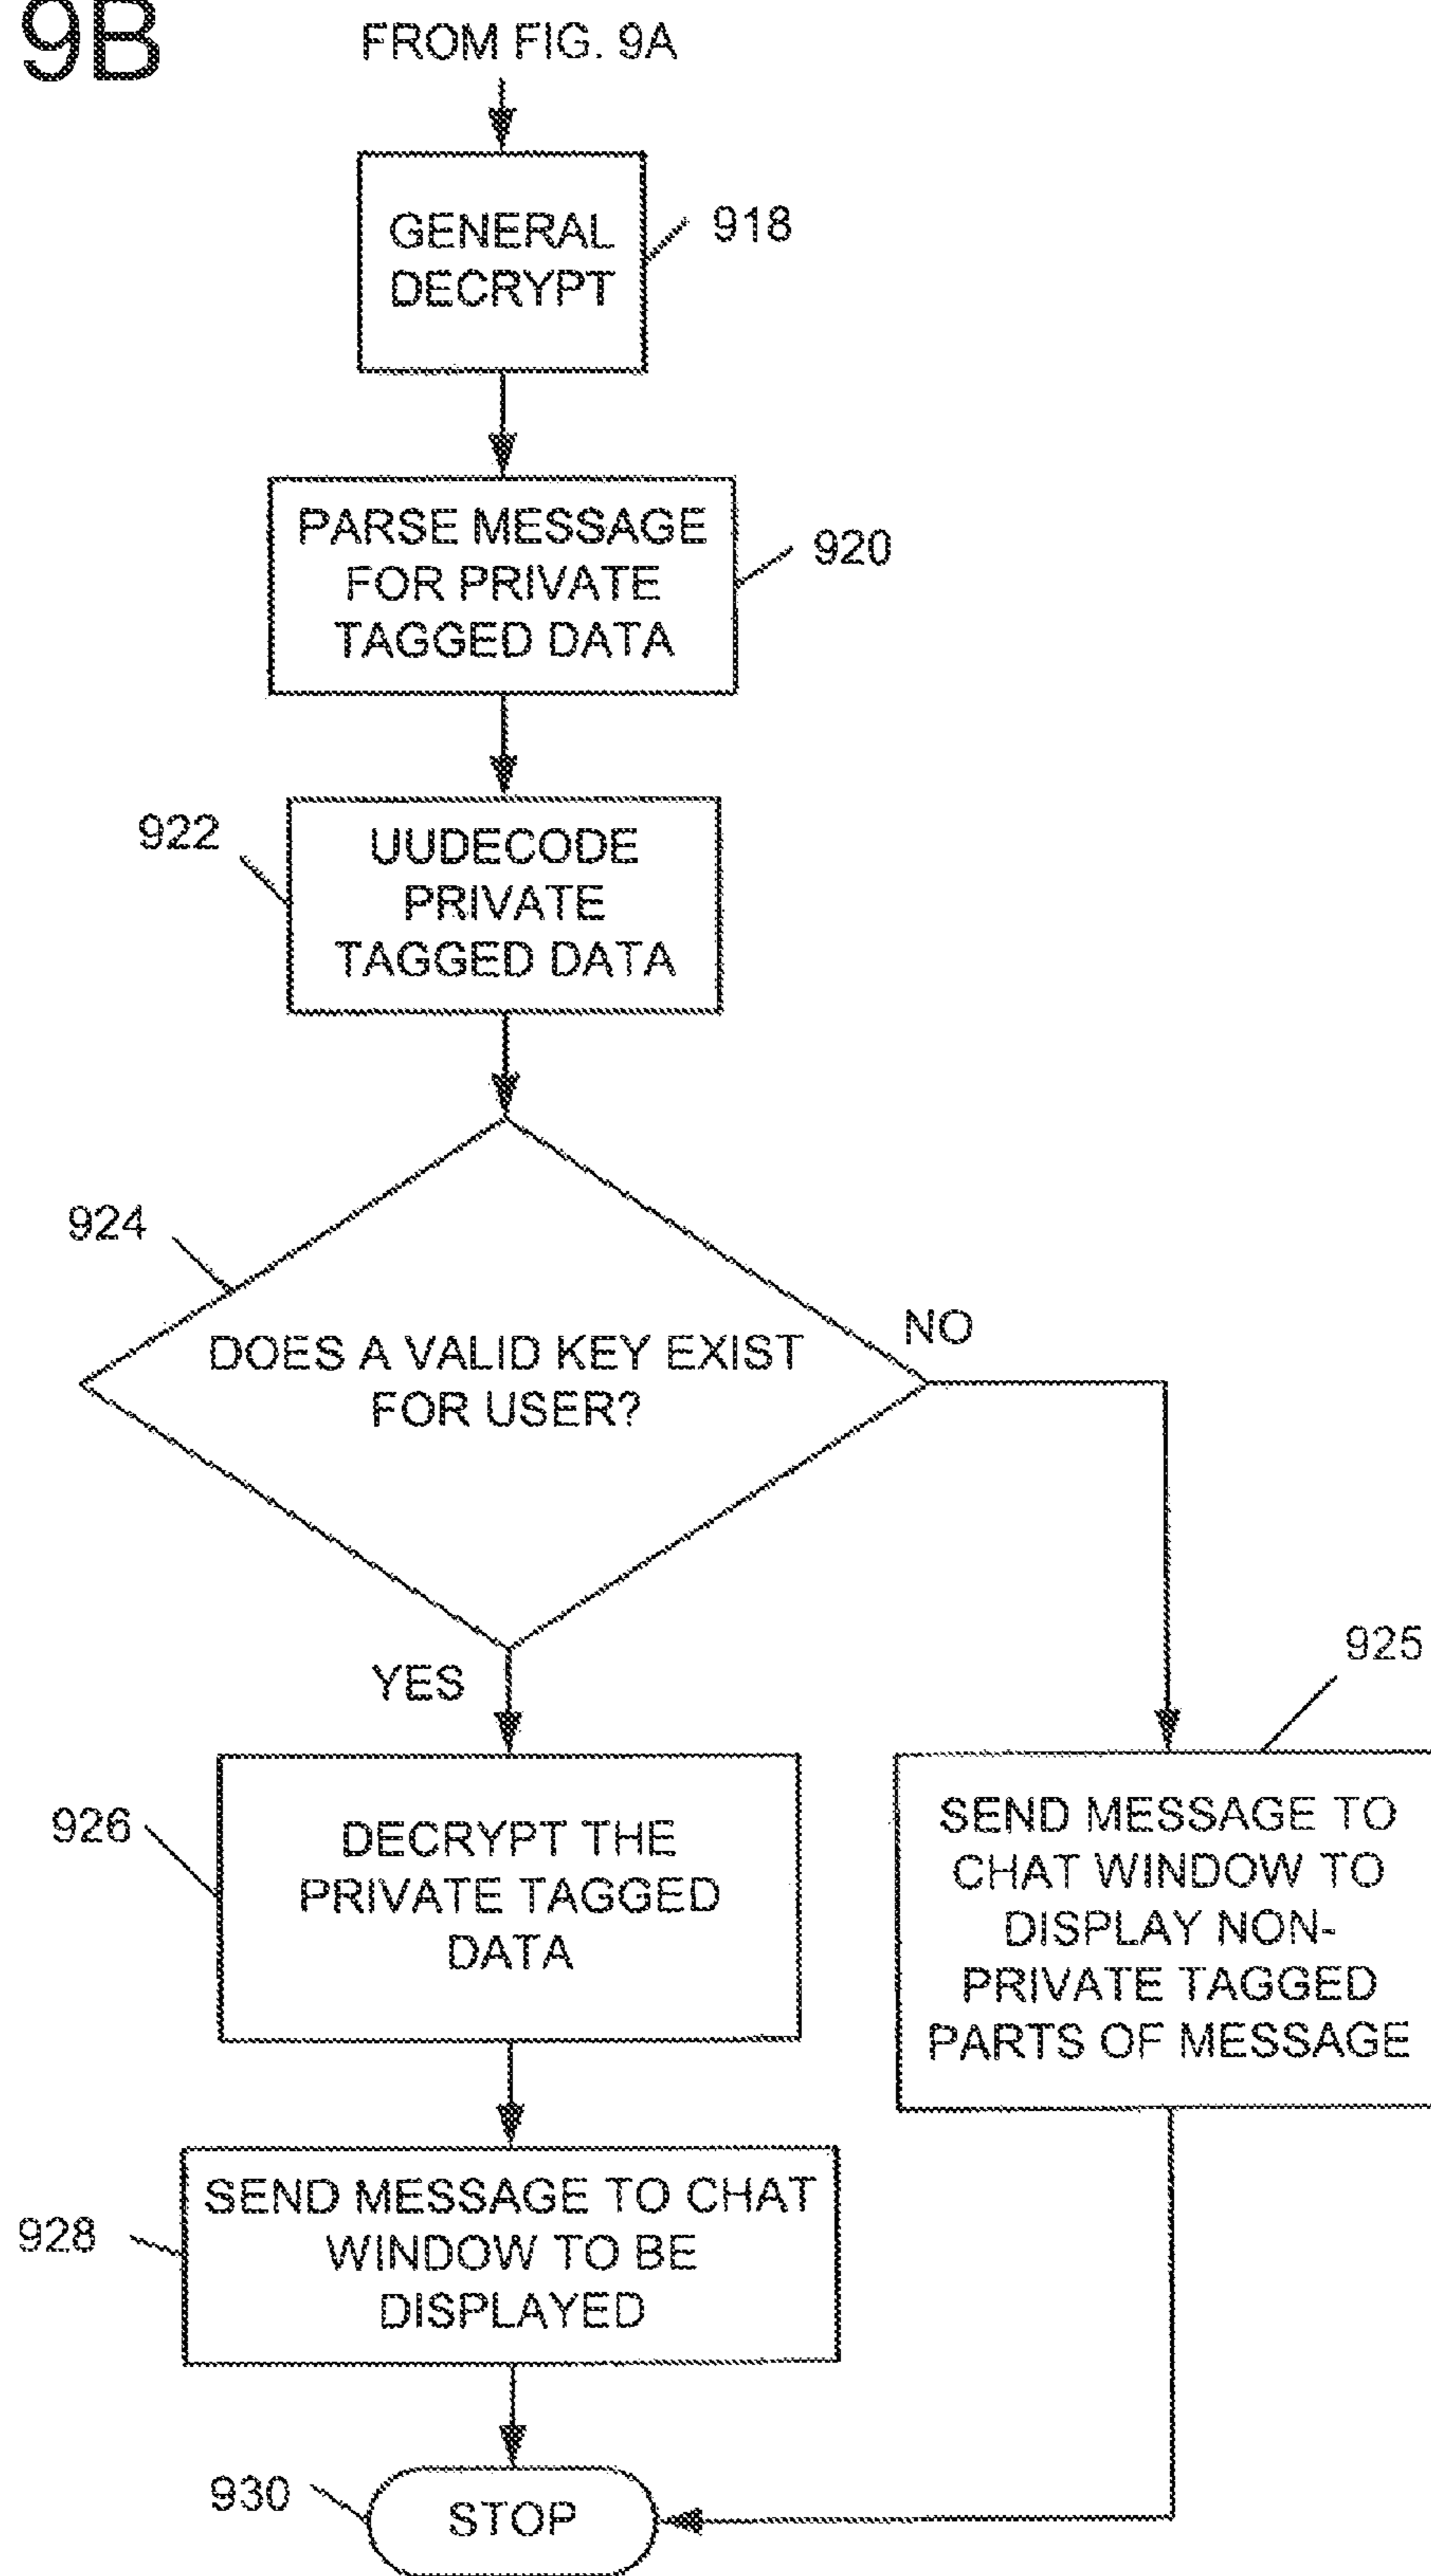 9B
FROM FIG. 9A
GENERAL
DECRYPT
918
PARSE MESSAGE
FOR PRIVATE
TAGGED DATA
920
922
UUDECODE
PRIVATE
TAGGED DATA
924
DOES A VALID KEY EXIST
FOR USER?
NO
YES
925
926
DECRYPT THE
PRIVATE TAGGED
DATA
SEND MESSAGE TO
CHAT WINDOW TO
DISPLAY NON-
PRIVATE TAGGED
PARTS OF MESSAGE
928
SEND MESSAGE TO CHAT
WINDOW TO BE
DISPLAYED
930
STOP